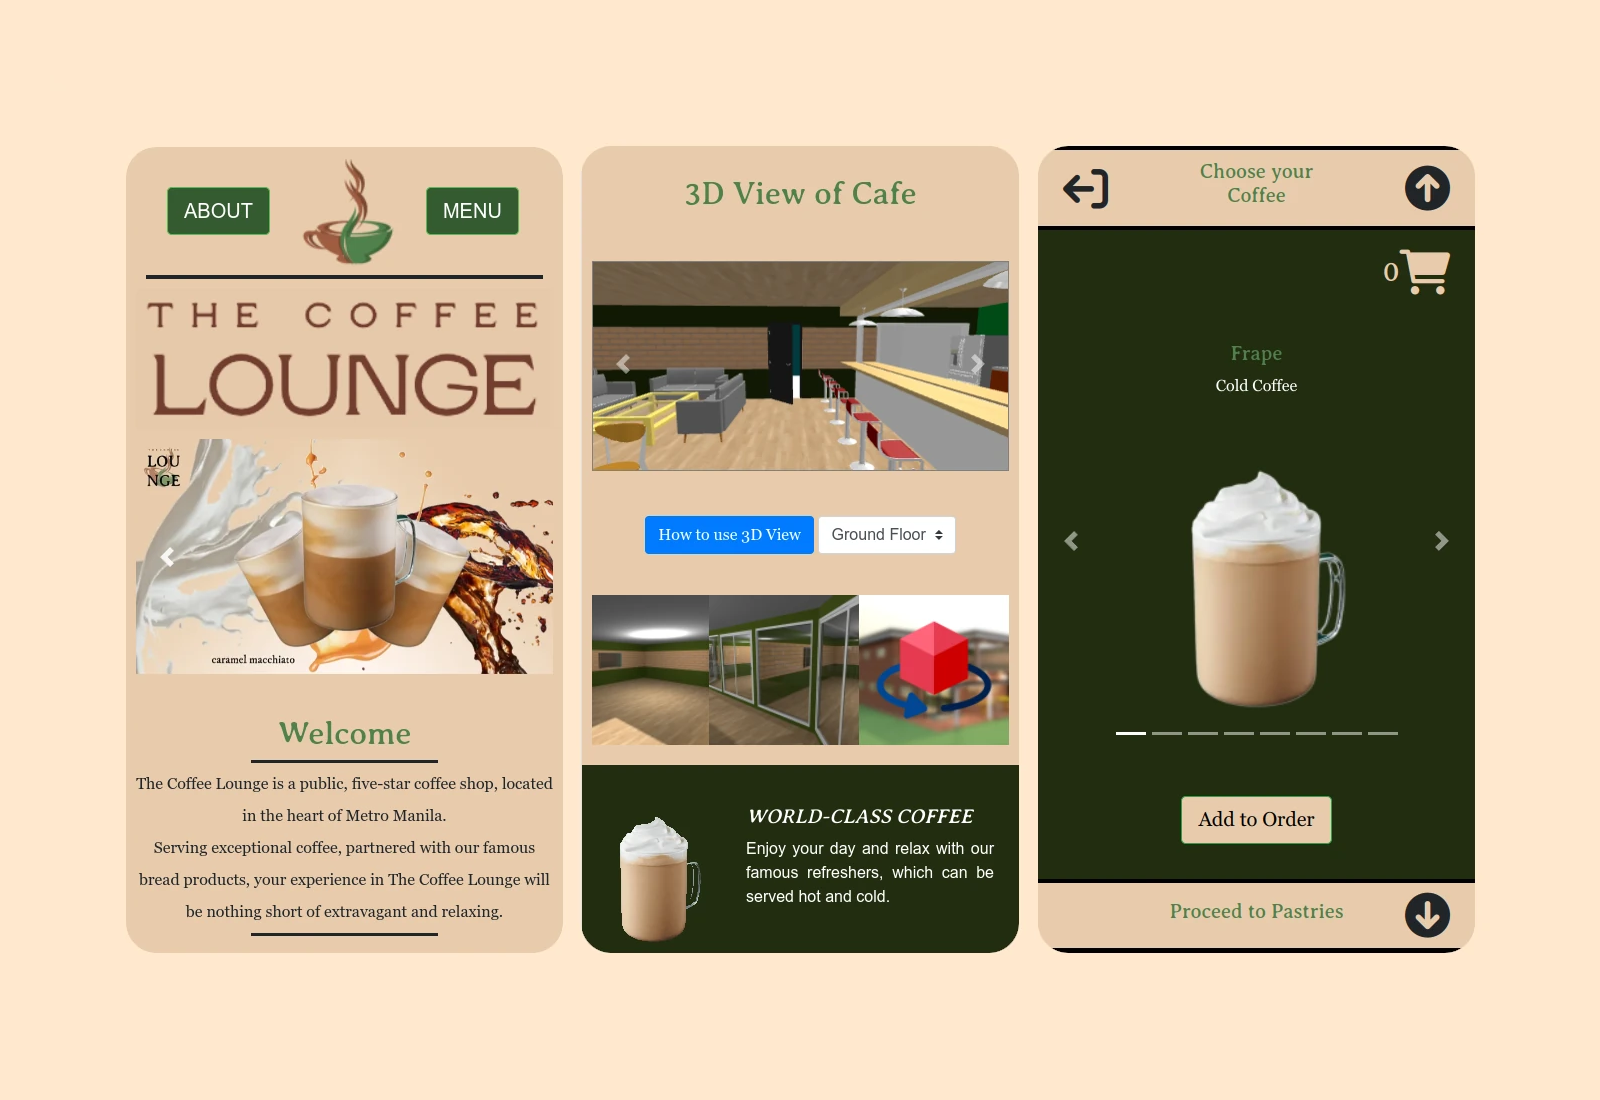 ABOUT
MENU
THE COFFEE
LOUNGE
LOU
NGE
caramel macchiato
Welcome
The Coffee Lounge is a public, five-star coffee shop, located
in the heart of Metro Manila.
Serving exceptional coffee, partnered with our famous
bread products, your experience in The Coffee Lounge will
be nothing short of extravagant and relaxing.
3D View of Cafe
How to use 3D View
Ground Floor
WORLD-CLASS COFFEE
Enjoy your day and relax with our
famous refreshers, which can be
served hot and cold.
Choose your
Coffee
0
Frape
Cold Coffee
Add to Order
Proceed to Pastries